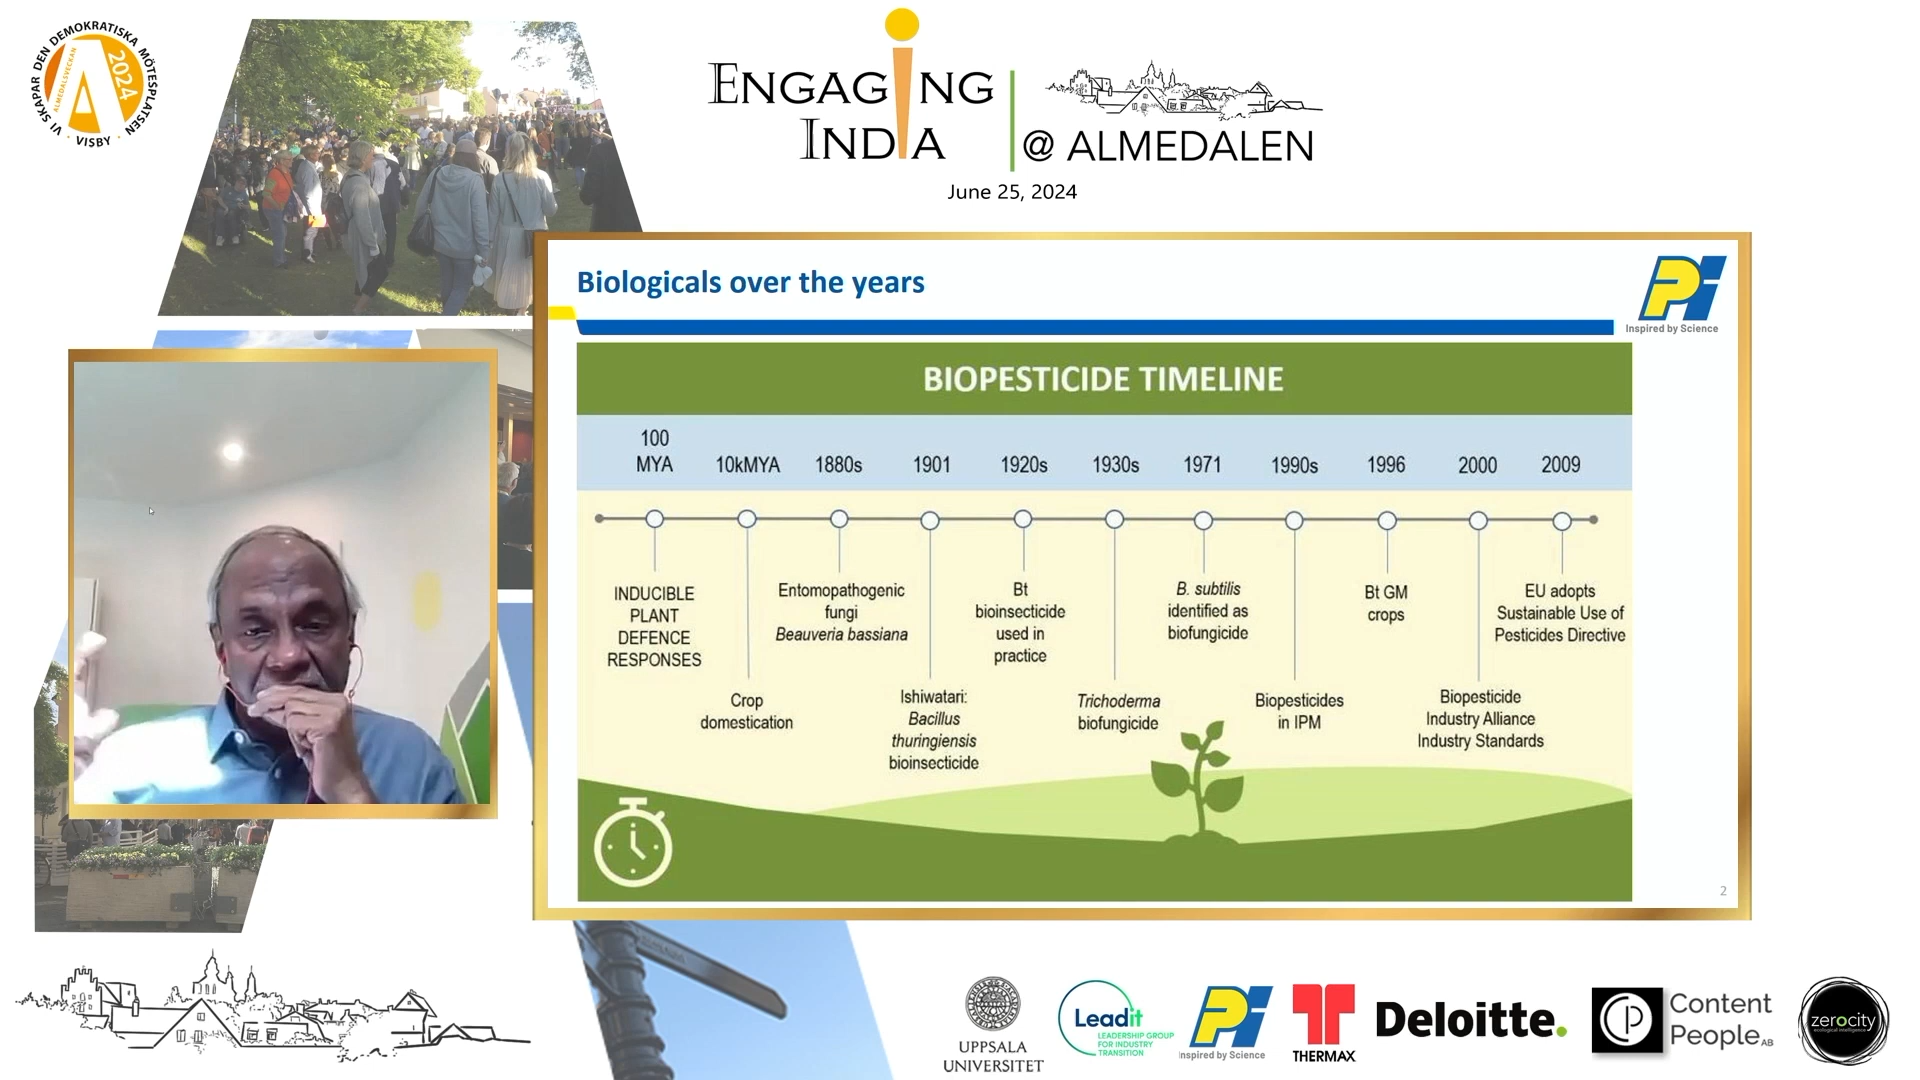 VI SKAPAR DEN DEMOKRATISKA MÖTESPLATSEN
ALMEDALSVECKAN
2024
VISBY
ENGAGING
INDIA
@ ALMEDALEN
June 25, 2024
Biologicals over the years
Pi
Inspired by Science
BIOPESTICIDE TIMELINE
100
MYA
10kMYA
1880s
1901
1920s
1930s
1971
1990s
1996
2000
2009
INDUCIBLE
PLANT
DEFENCE
RESPONSES
Crop
domestication
Entomopathogenic
fungi
Beauveria bassiana
Ishiwatari:
Bacillus
thuringiensis
bioinsecticide
Bt
bioinsecticide
used in
practice
Trichoderma
biofungicide
B. subtilis
identified as
biofungicide
Biopesticides
in IPM
Bt GM
crops
Biopesticide
Industry Alliance
Industry Standards
EU adopts
Sustainable Use of
Pesticides Directive
2
UPPSALA
UNIVERSITET
Leadit
LEADERSHIP GROUP
FOR INDUSTRY
TRANSITION
Pi
Inspired by Science
THERMAX
Deloitte.
Content
People AB
zerocity
ecological intelligence